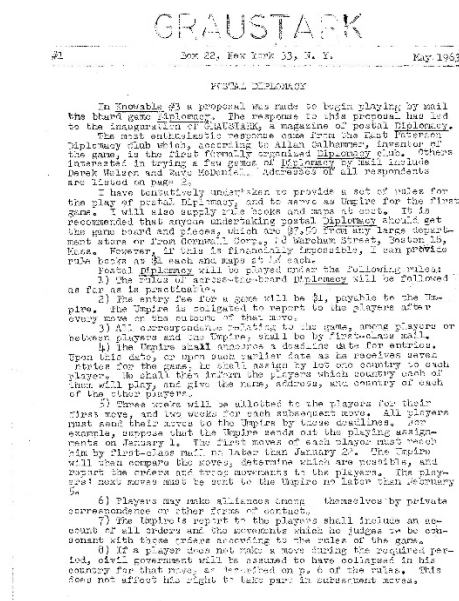 GRAUSTARK
#1 Box 22, New York 33, N. Y. May 1963
POSTAL DIPLOMACY
In Knowable #3 a proposal was made to begin playing by mail
the board game Diplomacy. The response to this proposal has led
to the inauguration of GRAUSTARK, a magazine of postal Diplomacy.
The most enthusiastic response came from the East Paterson
Diplomacy Club which, according to Allan Calhammer, inventor of
the game, is the first formally organized Diplomacy club. Others
interested in trying a few games of Diplomacy by mail include
Derek Nelson and Dave McDaniel. Addresses of all respondents
are listed on page 2.
I have tentatively undertaken to provide a set of rules for
the play of postal Diplomacy, and to serve as Umpire for the first
game. I will also supply rule books and maps at cost. It is
recommended that anyone undertaking postal Diplomacy should get
the game board and pieces, which are $7.50 from any large depart-
ment store or from Cornwall Corp., Wareham Street, Boston 18,
Mass. However, if this is financially impossible, I can provide
rule books at $1 each and maps at each.
Postal Diplomacy will be played under the following rules:
1) The rules of across-the-board Diplomacy will be followed
as far as is practicable.
2) The entry fee for a game will be $1, payable to the Um-
pire. The Umpire is obligated to report to the players after
every move on the outcome of that move.
3) All correspondence relating to the game, among players or
between players and the Umpire, shall be by first-class mail.
4) The Umpire shall announce a deadline date for entries.
Upon this date, or upon such earlier date as he receives seven
entries for the game, he shall assign by lot one country to each
player. He shall then inform the players which country each of
them will play, and give the name, address, and country of each
of the other players.
5) Three weeks will be allotted to the players for their
first move, and two weeks for each subsequent move. All players
must send their moves to the Umpire by these deadlines. For
example, suppose that the Umpire sends out the playing assign-
ments on January 1. The first moves of each player must reach
him by first-class mail no later than January 22. The Umpire
will then compare the moves, determine which are possible, and
report the orders and troop movements to the players. The play-
ers' next moves must be sent to the Umpire no later than February
5.
6) Players may make alliances among themselves by private
correspondence or other forms of contact.
7) The Umpire's report to the players shall include an ac-
count of all orders and the movements which he judges to be con-
sonant with those orders according to the rules of the game.
8) If a player does not make a move during the required per-
iod, civil government will be assumed to have collapsed in his
country for that move, as described on p. 6 of the rules. This
does not affect his right to take part in subsequent moves.